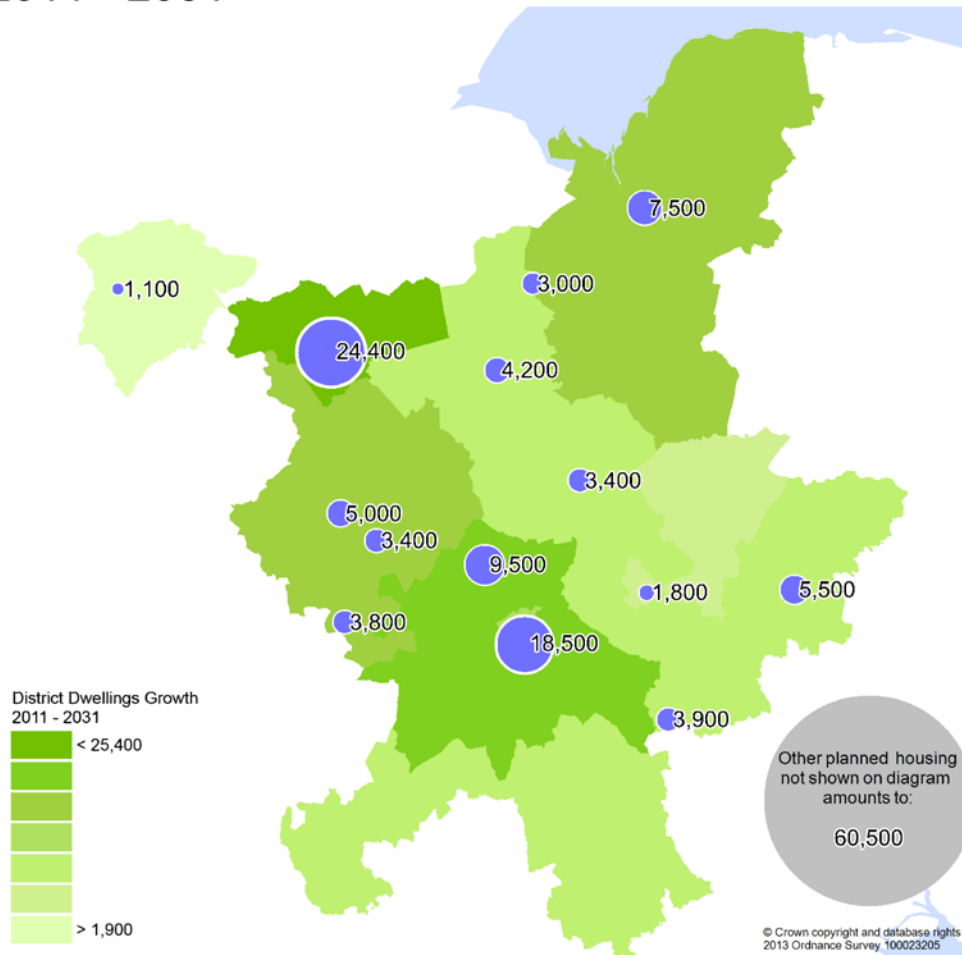 7,500
1,100
3,000
24,400
4,200
3,400
5,000
3,400
9,500
1,800
5,500
3,800
18,500
3,900
District Dwellings Growth
2011 - 2031
< 25,400
> 1,900
Other planned housing
not shown on diagram
amounts to:
60,500
© Crown copyright and database rights
2013 Ordnance Survey 100023205